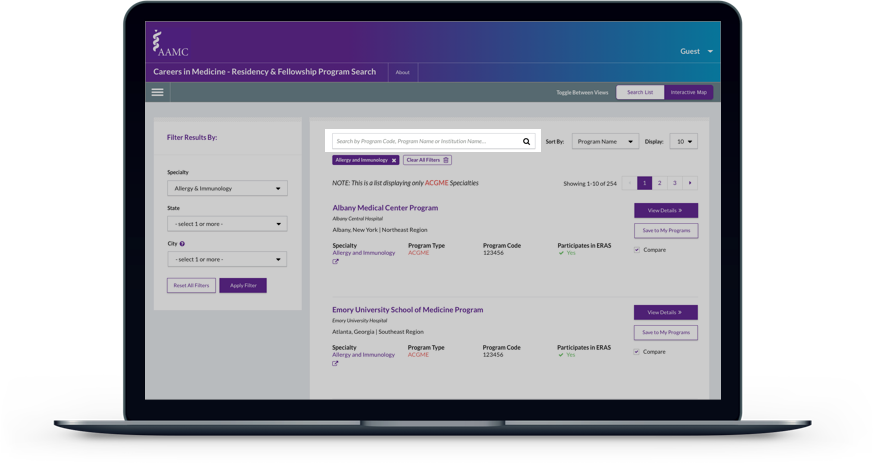 AAMC
Guest
Careers in Medicine - Residency & Fellowship Program Search
About
Toggle Between Views
Search List
Interactive Map
Filter Results By:
Specialty
Allergy & Immunology
State
- select 1 or more -
City ?
- select 1 or more -
Reset All Filters
Apply Filter
Search by Program Code, Program Name or Institution Name...
Sort By:
Program Name
Display:
10
Allergy and Immunology x
Clear All Filters
NOTE: This is a list displaying only ACGME Specialties
Showing 1-10 of 254
1 2 3
Albany Medical Center Program
Albany Central Hospital
Albany, New York | Northeast Region
Specialty Program Type Program Code Participates in ERAS
Allergy and Immunology ACGME 123456 Yes
View Details »
Save to My Programs
Compare
Emory University School of Medicine Program
Emory University Hospital
Atlanta, Georgia | Southeast Region
Specialty Program Type Program Code Participates in ERAS
Allergy and Immunology ACGME 123456 Yes
View Details »
Save to My Programs
Compare